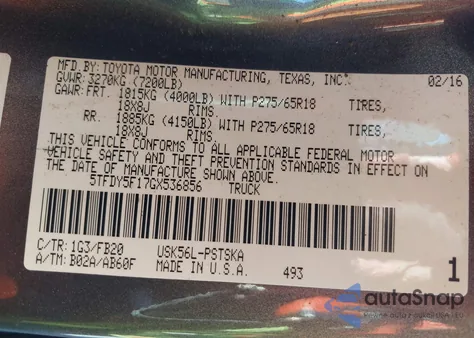 MFD.BY: TOYOTA MOTOR MANUFACTURING, TEXAS, INC. 02/16
GVWR: 3270KG (7200LB)
GAWR: FRT. 1815KG (4000LB) WITH P275/65R18 TIRES,
18X8J RIMS.
RR. 1885KG (4150LB) WITH P275/65R18 TIRES,
18X8J RIMS.
THIS VEHICLE CONFORMS TO ALL APPLICABLE FEDERAL MOTOR
VEHICLE SAFETY AND THEFT PREVENTION STANDARDS IN EFFECT ON
THE DATE OF MANUFACTURE SHOWN ABOVE.
5TFDY5F17GX536856 TRUCK
C/TR: 1G3/FB20 USK56L-PSTSKA
A/TM: B02A/AB60F MADE IN U.S.A. 493 1
autoSnap